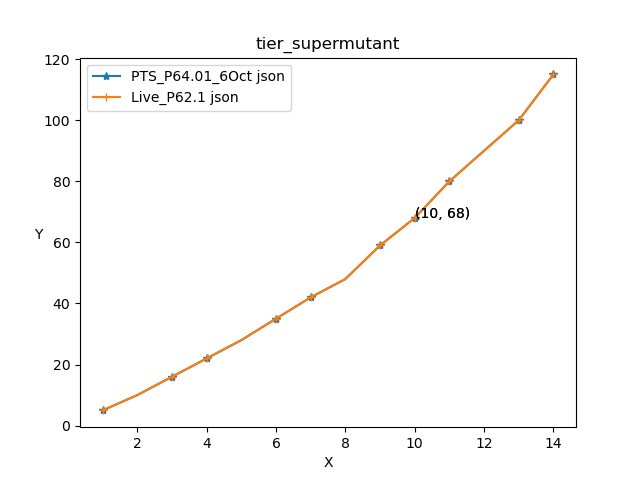 tier_supermutant
PTS_P64.01_6Oct json
Live_P62.1 json
120
100
80
60
40
20
0
Y
(10, 68)
2 4 6 8 10 12 14
X